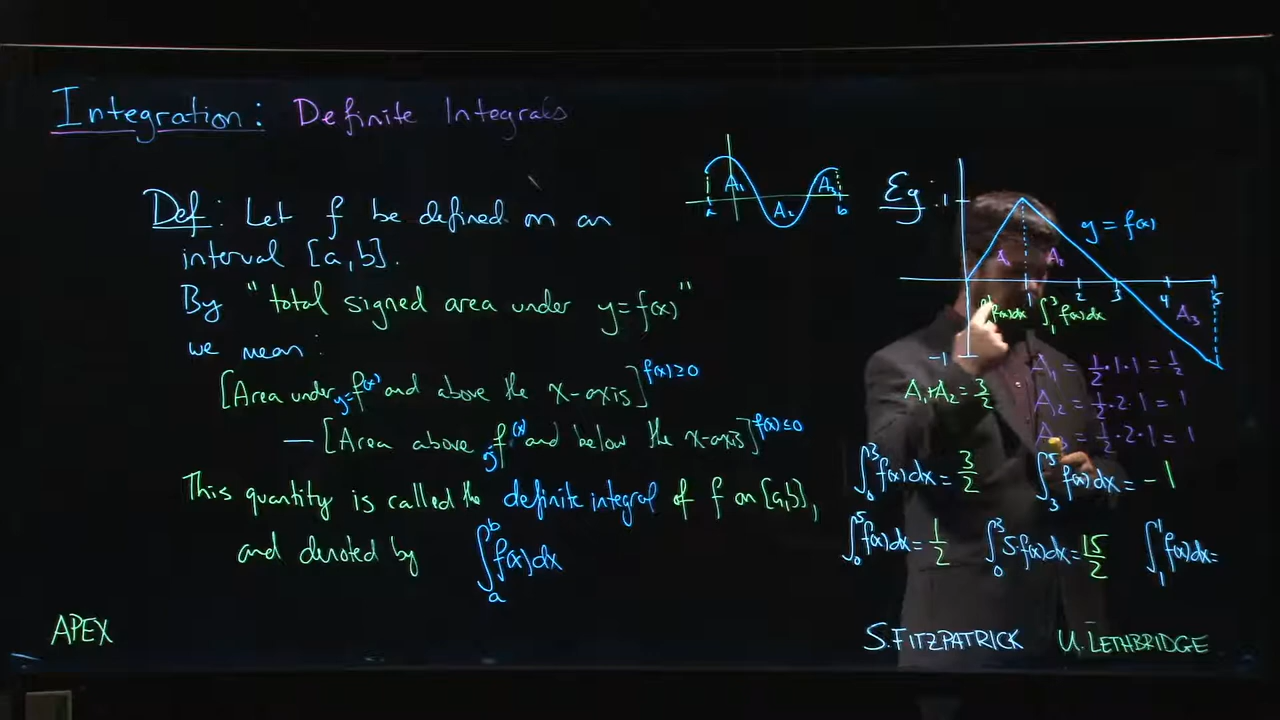 Integration: Definite Integrals
Def: Let f be defined on an
interval [a,b].
By "total signed area under y=f(x)"
we mean:
[Area under y=f(x) and above the x-axis] f(x)≥0
— [Area above y=f(x) and below the x-axis] f(x)≤0
This quantity is called the definite integral of f on [a,b],
and denoted by ∫_a^b f(x)dx
APEX
A₁ A₂ A₃
a b
Eg: 1
y = f(x)
A₁ A₂
1 2 3 4 5
f(x)dx ∫_1^3 f(x)dx A₃
-1
A₁ = 1/2·1·1 = 1/2
A₁+A₂ = 3/2
A₂ = 1/2·2·1 = 1
A₃ = 1/2·2·1 = 1
∫_0^3 f(x)dx = 3/2 ∫_3^5 f(x)dx = -1
∫_0^5 f(x)dx = 1/2 ∫_0^3 5·f(x)dx = 15/2 ∫_1^1 f(x)dx=
S. FITZPATRICK U. LETHBRIDGE